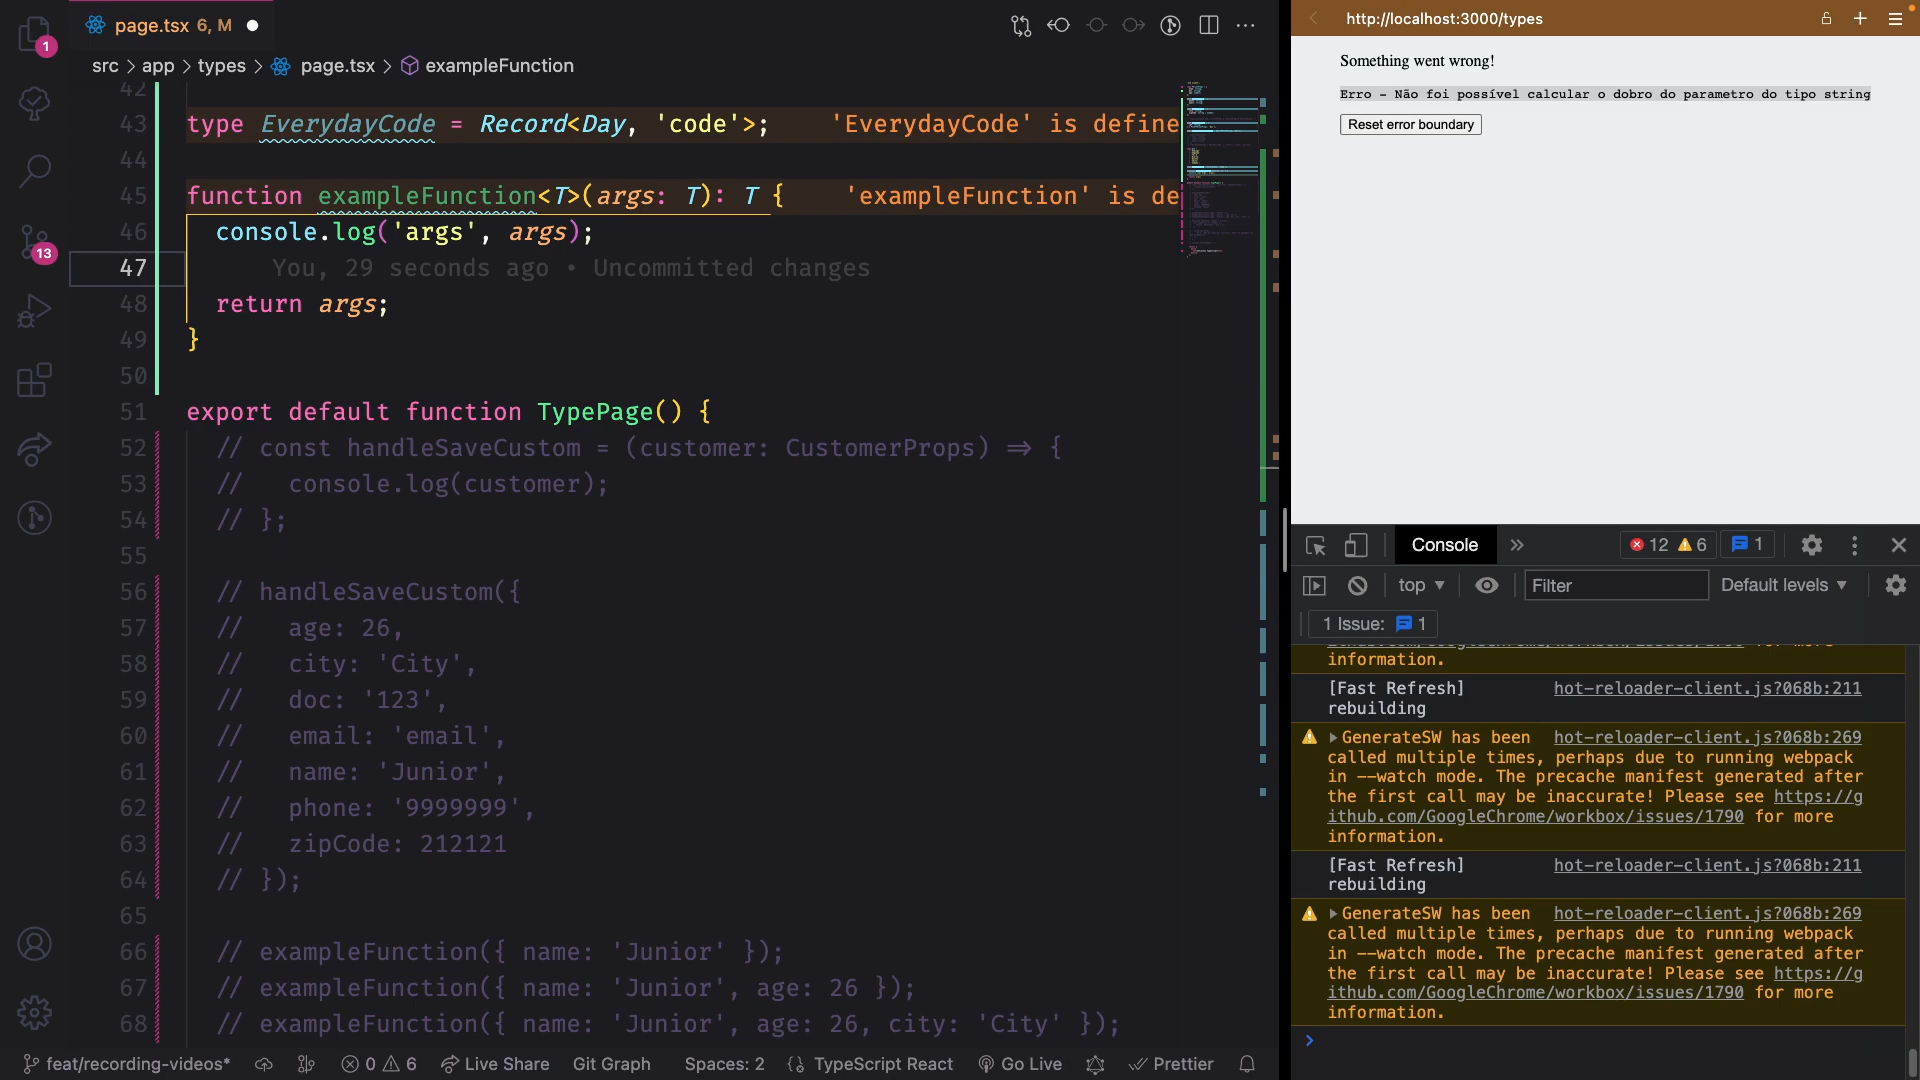 1
page.tsx 6, M
src > app > types > page.tsx > exampleFunction
42
43 type EverydayCode = Record<Day, 'code'>; 'EverydayCode' is define
44
45 function exampleFunction<T>(args: T): T { 'exampleFunction' is de
46 console.log('args', args);
47 You, 29 seconds ago • Uncommitted changes
48 return args;
49 }
50
51 export default function TypePage() {
52 // const handleSaveCustom = (customer: CustomerProps) => {
53 // console.log(customer);
54 // };
55
56 // handleSaveCustom({
57 // age: 26,
58 // city: 'City',
59 // doc: '123',
60 // email: 'email',
61 // name: 'Junior',
62 // phone: '9999999',
63 // zipCode: 212121
64 // });
65
66 // exampleFunction({ name: 'Junior' });
67 // exampleFunction({ name: 'Junior', age: 26 });
68 // exampleFunction({ name: 'Junior', age: 26, city: 'City' });
13
feat/recording-videos* 0 6 Live Share Git Graph Spaces: 2 {} TypeScript React Go Live Prettier
http://localhost:3000/types
Something went wrong!
Erro - Não foi possível calcular o dobro do parametro do tipo string
Reset error boundary
Console 12 6 1
top Filter Default levels
1 Issue: 1
information.
[Fast Refresh] hot-reloader-client.js?068b:211
rebuilding
GenerateSW has been hot-reloader-client.js?068b:269
called multiple times, perhaps due to running webpack
in --watch mode. The precache manifest generated after
the first call may be inaccurate! Please see https://g
ithub.com/GoogleChrome/workbox/issues/1790 for more
information.
[Fast Refresh] hot-reloader-client.js?068b:211
rebuilding
GenerateSW has been hot-reloader-client.js?068b:269
called multiple times, perhaps due to running webpack
in --watch mode. The precache manifest generated after
the first call may be inaccurate! Please see https://g
ithub.com/GoogleChrome/workbox/issues/1790 for more
information.